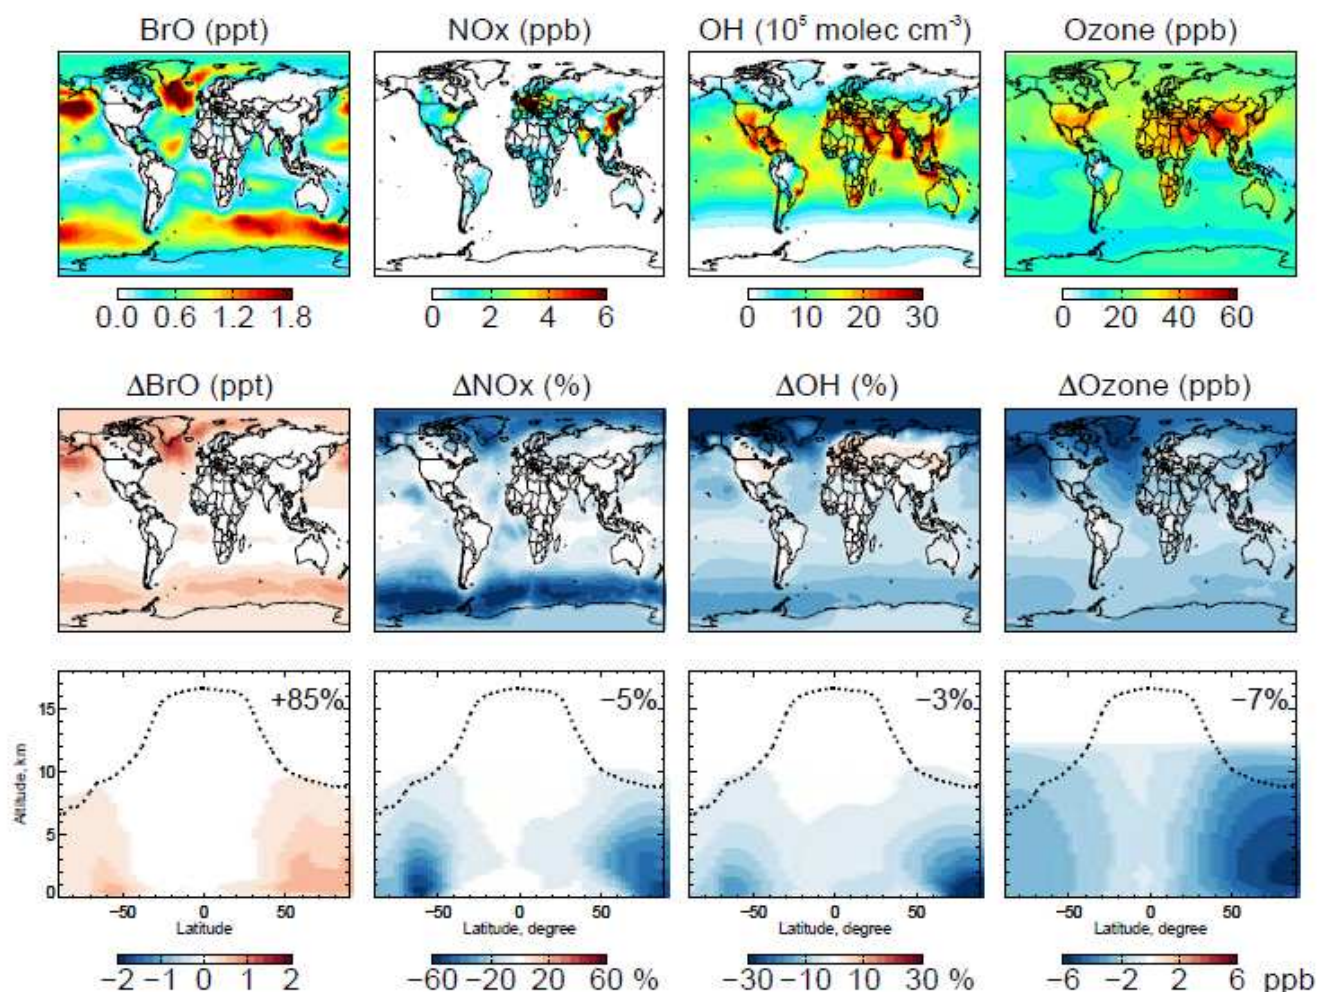 BrO (ppt) NOx (ppb) OH (10⁵ molec cm⁻³) Ozone (ppb)
0.0 0.6 1.2 1.8 0 2 4 6 0 10 20 30 0 20 40 60
ΔBrO (ppt) ΔNOx (%) ΔOH (%) ΔOzone (ppb)
+85% −5% −3% −7%
15
10
5
0
Altitude, km
−50 0 50 −50 0 50 −50 0 50 −50 0 50
Latitude Latitude, degree Latitude, degree Latitude, degree
−2 −1 0 1 2 −60 −20 20 60 % −30 −10 10 30 % −6 −2 2 6 ppb